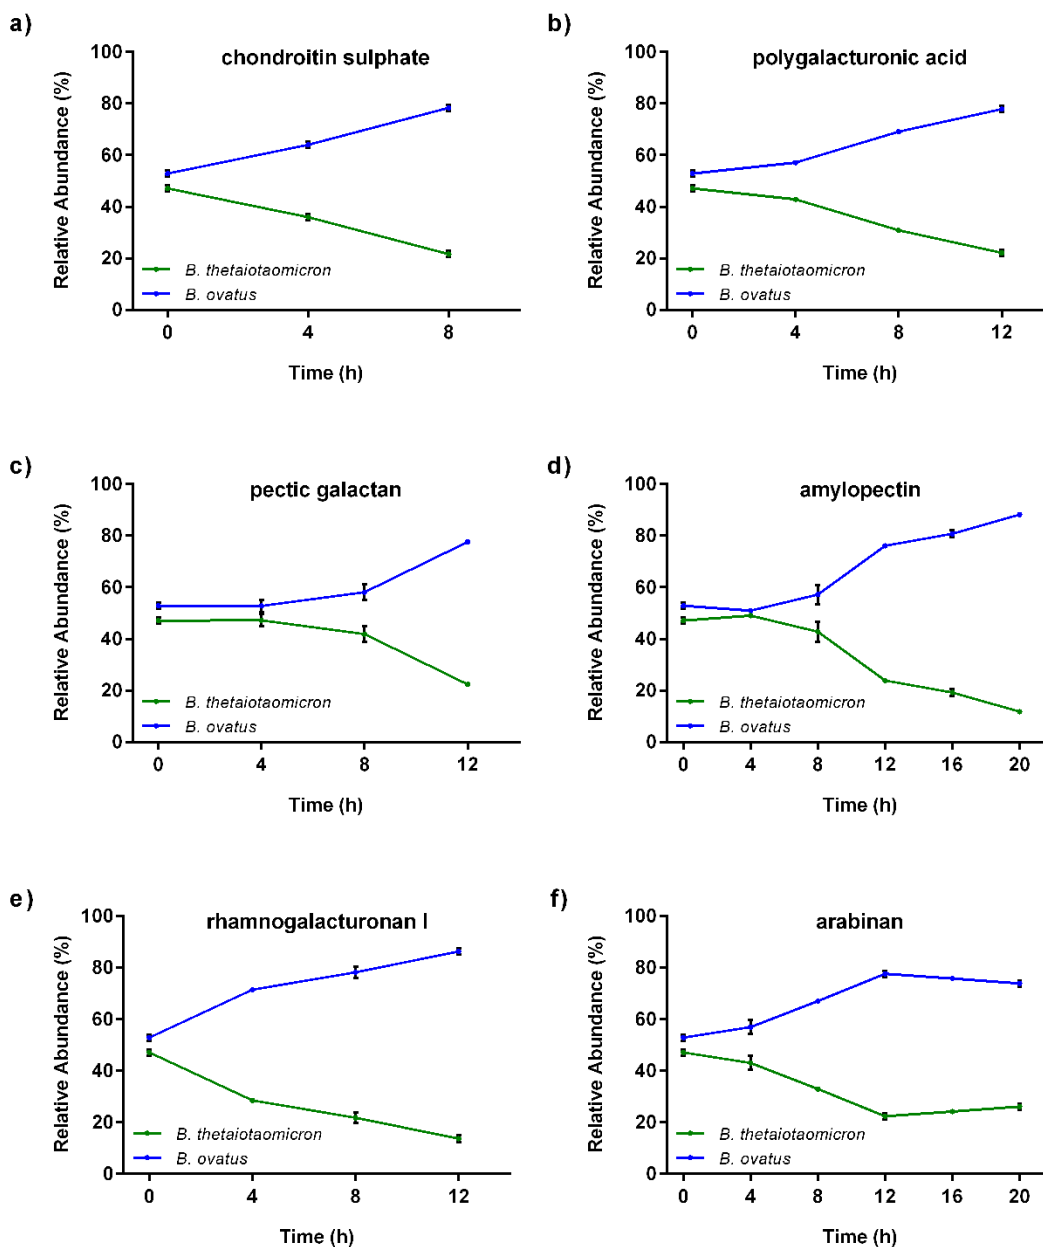 a)
chondroitin sulphate
Relative Abundance (%)
100
80
60
40
20
0
B. thetaiotaomicron
B. ovatus
0 4 8
Time (h)
b)
polygalacturonic acid
Relative Abundance (%)
100
80
60
40
20
0
B. thetaiotaomicron
B. ovatus
0 4 8 12
Time (h)
c)
pectic galactan
Relative Abundance (%)
100
80
60
40
20
0
B. thetaiotaomicron
B. ovatus
0 4 8 12
Time (h)
d)
amylopectin
Relative Abundance (%)
100
80
60
40
20
0
B. thetaiotaomicron
B. ovatus
0 4 8 12 16 20
Time (h)
e)
rhamnogalacturonan I
Relative Abundance (%)
100
80
60
40
20
0
B. thetaiotaomicron
B. ovatus
0 4 8 12
Time (h)
f)
arabinan
Relative Abundance (%)
100
80
60
40
20
0
B. thetaiotaomicron
B. ovatus
0 4 8 12 16 20
Time (h)